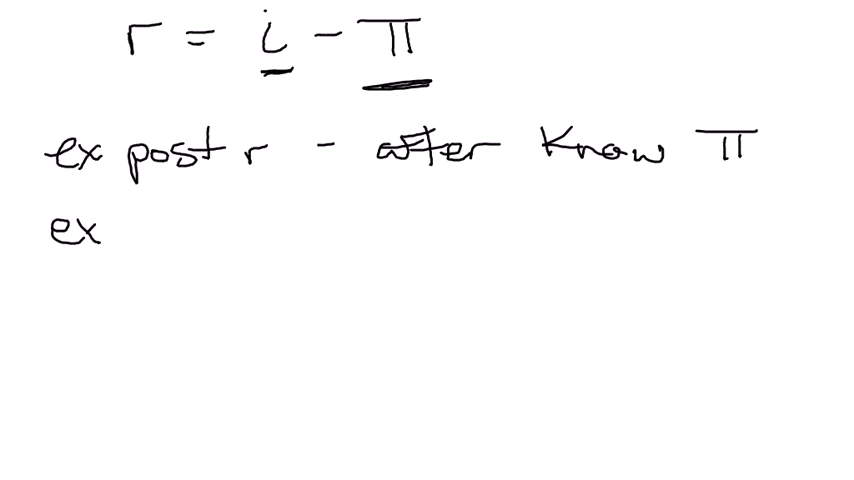 r = i - π
ex post r - after know π
ex